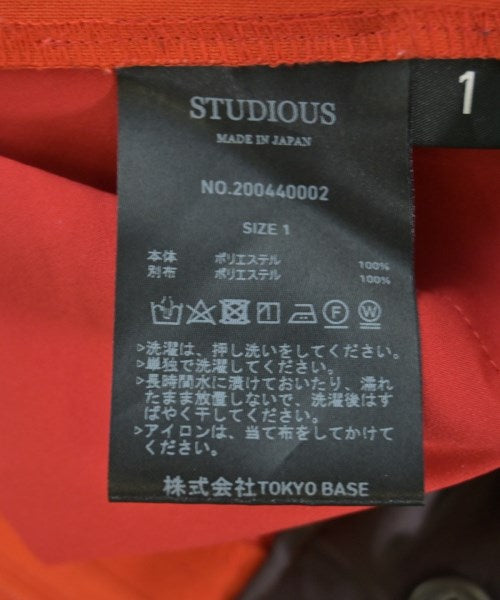 STUDIOUS
MADE IN JAPAN
1
NO.200440002
SIZE 1
本体 ポリエステル 100%
別布 ポリエステル 100%
F W
>洗濯は、押し洗いをしてください。
>単独で洗濯してください。
>長時間水に漬けておいたり、濡れ
たまま放置しないで、洗濯後はす
ばやく干してください。
>アイロンは、当て布をしてかけて
ください。
株式会社TOKYO BASE